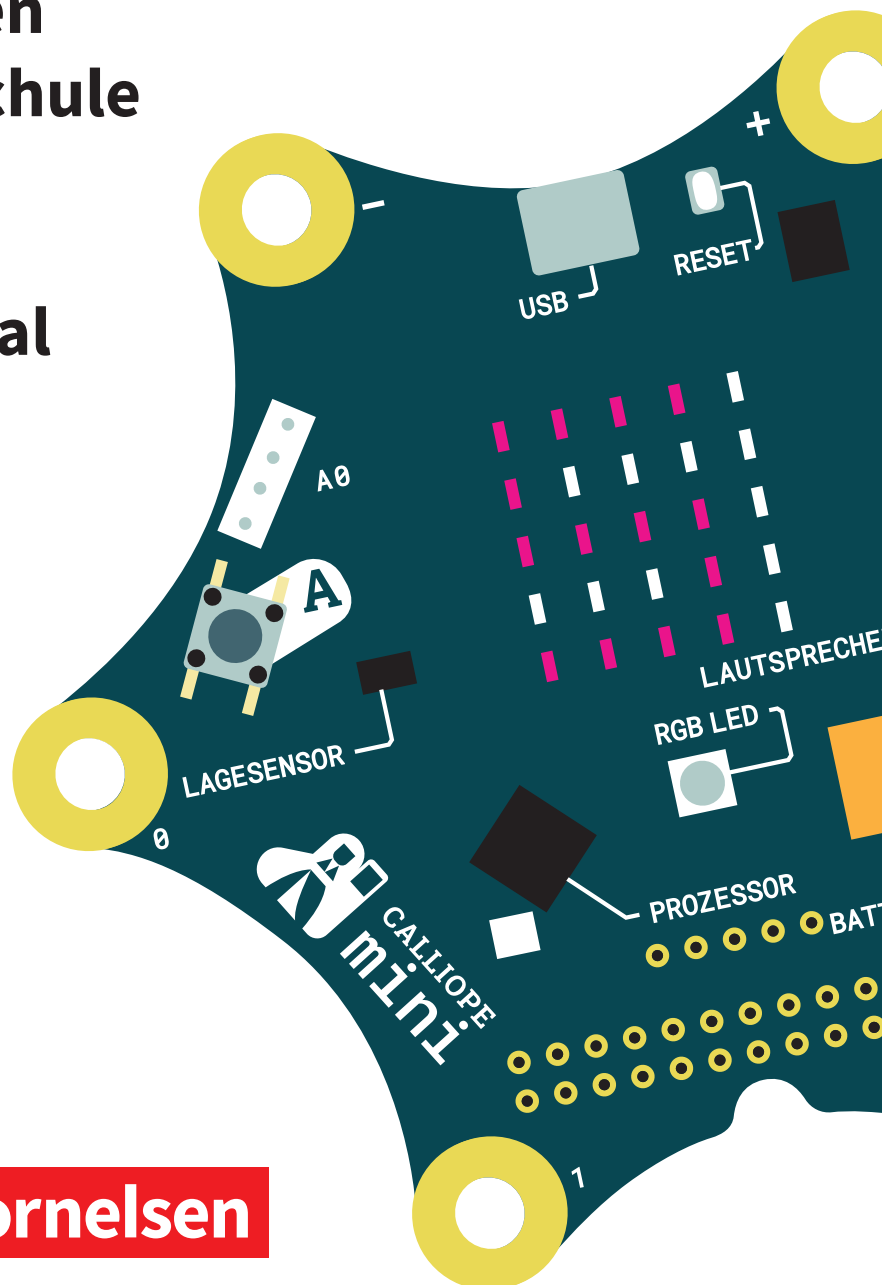 en
chule
al
+
-
RESET
USB
A0
A
LAUTSPRECHE
RGB LED
LAGESENSOR
0
PROZESSOR
BATT
CALLIOPE
mini
1
ornelsen